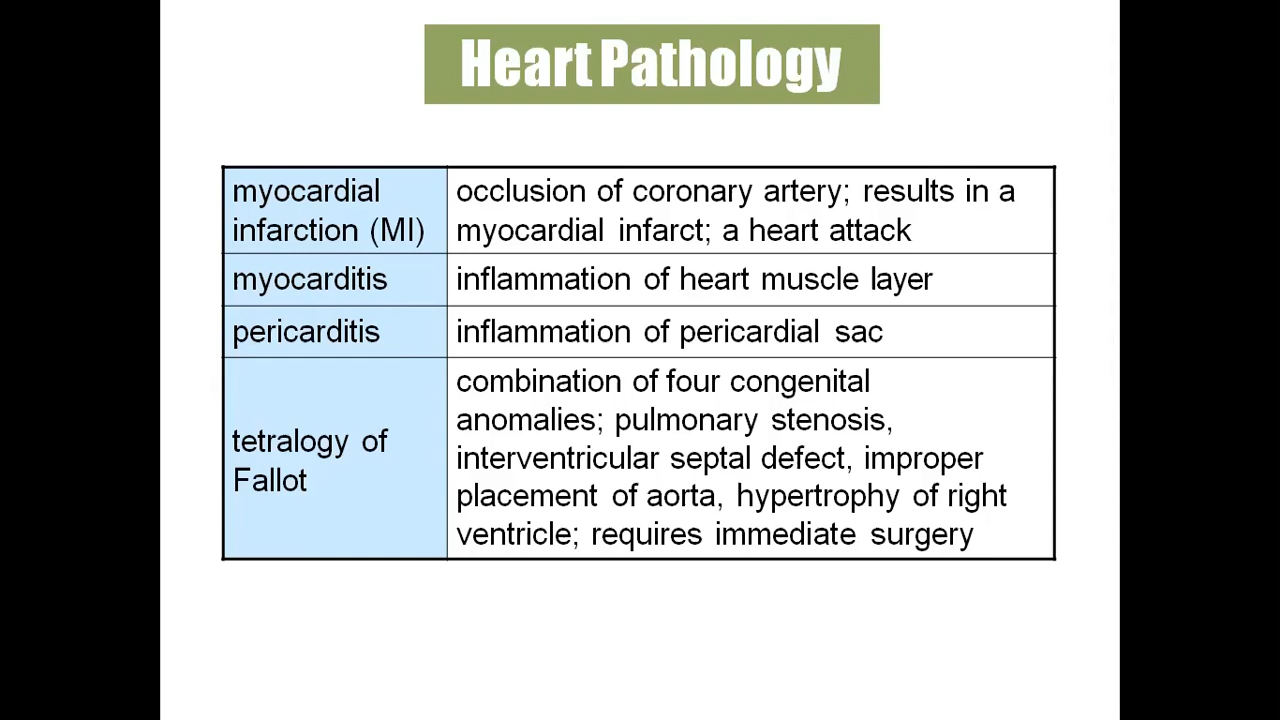 Heart Pathology
myocardial
infarction (MI)
occlusion of coronary artery; results in a
myocardial infarct; a heart attack
myocarditis
inflammation of heart muscle layer
pericarditis
inflammation of pericardial sac
tetralogy of
Fallot
combination of four congenital
anomalies; pulmonary stenosis,
interventricular septal defect, improper
placement of aorta, hypertrophy of right
ventricle; requires immediate surgery